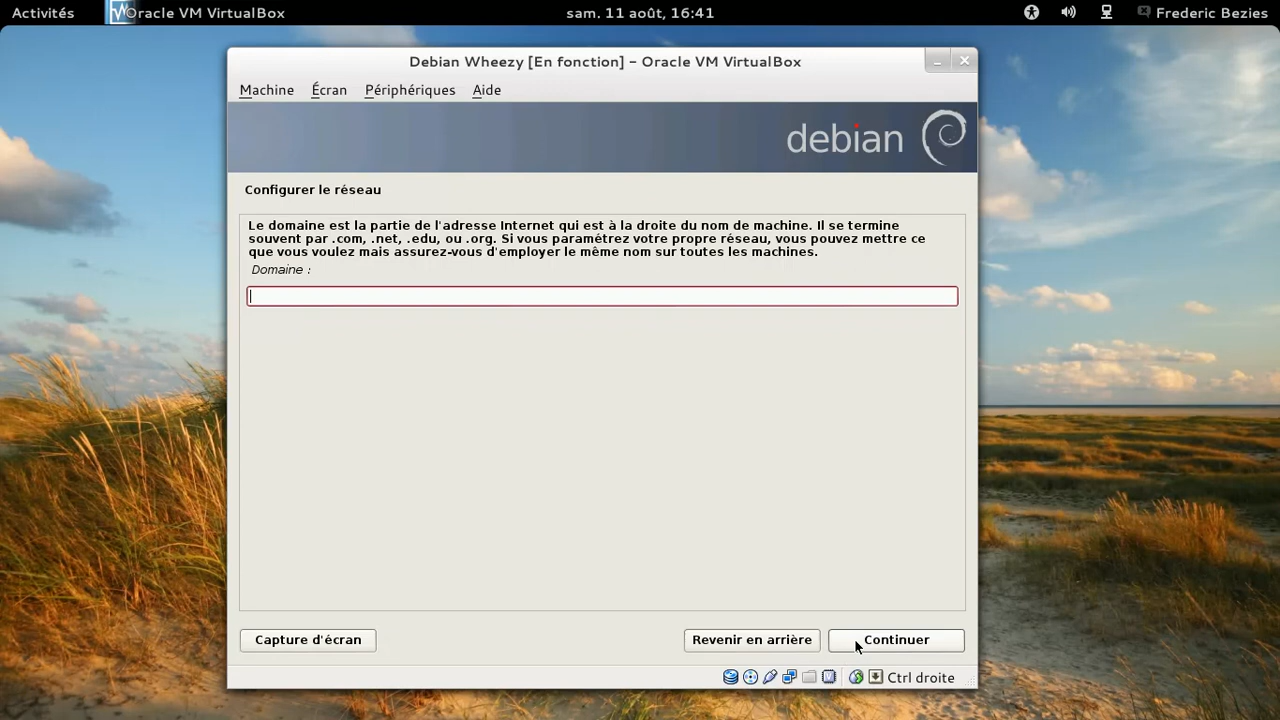 Activités
Oracle VM VirtualBox
sam. 11 août, 16:41
Frederic Bezies
Debian Wheezy [En fonction] – Oracle VM VirtualBox
Machine Écran Périphériques Aide
debian
Configurer le réseau
Le domaine est la partie de l'adresse Internet qui est à la droite du nom de machine. Il se termine
souvent par .com, .net, .edu, ou .org. Si vous paramétrez votre propre réseau, vous pouvez mettre ce
que vous voulez mais assurez-vous d'employer le même nom sur toutes les machines.
Domaine :
Capture d'écran
Revenir en arrière
Continuer
Ctrl droite